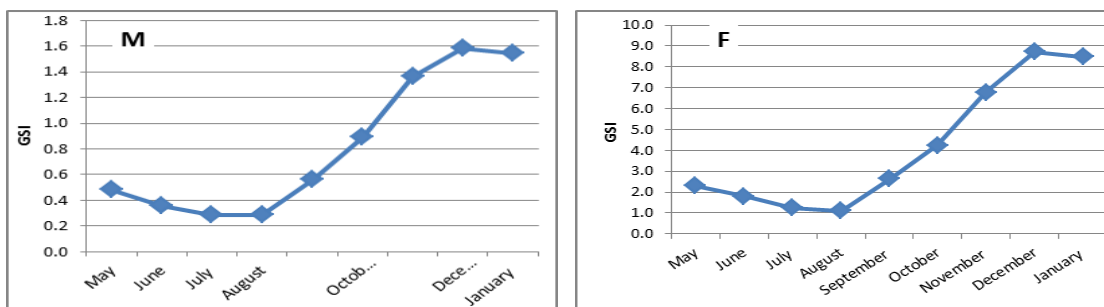 M
1.8
1.6
1.4
1.2
1.0
0.8
0.6
0.4
0.2
0.0
GSI
May
June
July
August
Octob...
Dece...
January
F
10.0
9.0
8.0
7.0
6.0
5.0
4.0
3.0
2.0
1.0
0.0
GSI
May
June
July
August
September
October
November
December
January